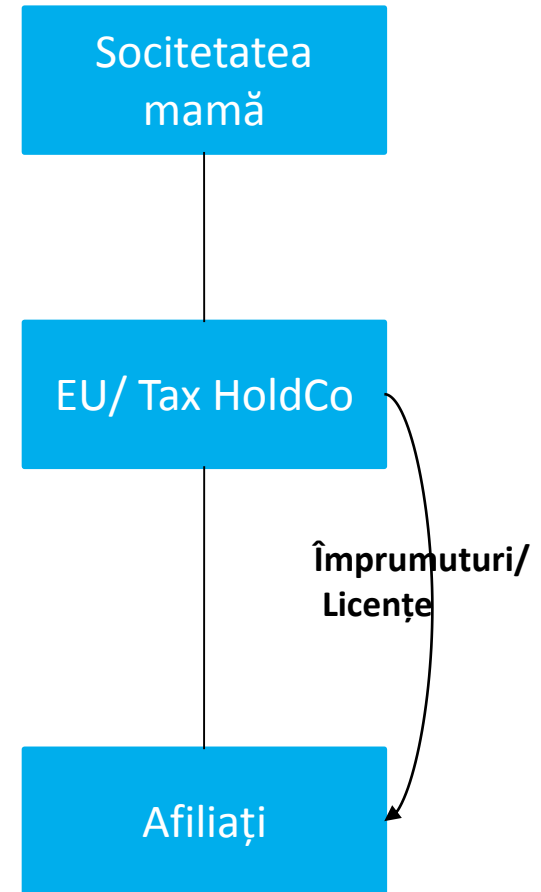 Socitetatea
mamă
EU/ Tax HoldCo
Împrumuturi/
Licențe
Afiliați